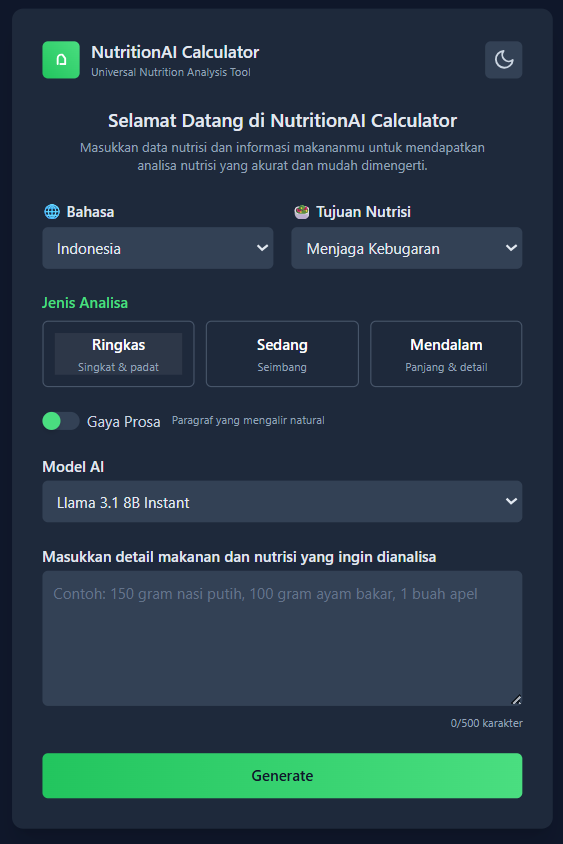 NutritionAI Calculator
Universal Nutrition Analysis Tool
Selamat Datang di NutritionAI Calculator
Masukkan data nutrisi dan informasi makananmu untuk mendapatkan
analisa nutrisi yang akurat dan mudah dimengerti.
Bahasa
Tujuan Nutrisi
Indonesia
Menjaga Kebugaran
Jenis Analisa
Ringkas
Sedang
Mendalam
Singkat & padat
Seimbang
Panjang & detail
Gaya Prosa
Paragraf yang mengalir natural
Model AI
Llama 3.1 8B Instant
Masukkan detail makanan dan nutrisi yang ingin dianalisa
Contoh: 150 gram nasi putih, 100 gram ayam bakar, 1 buah apel
0/500 karakter
Generate